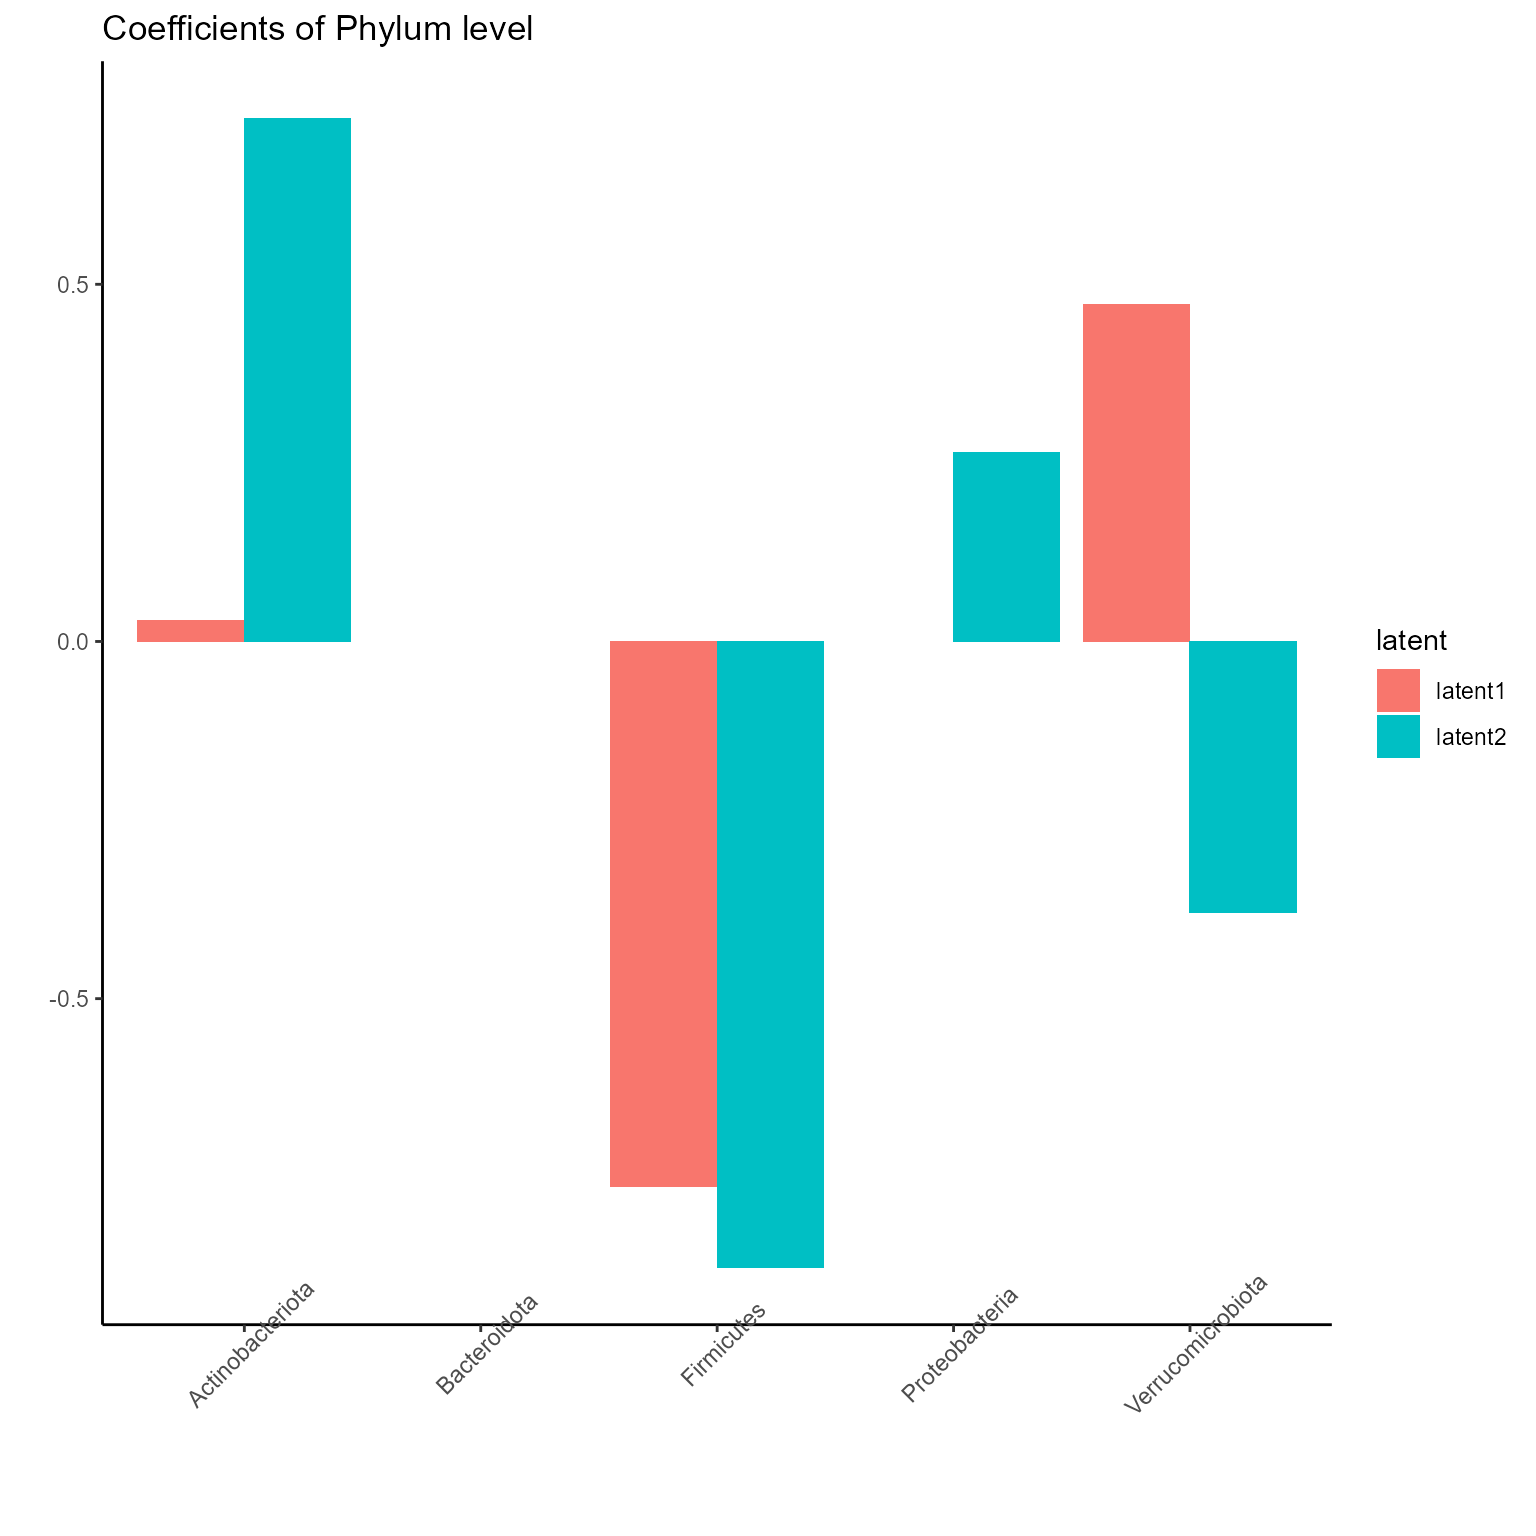 Coefficients of Phylum level
0.5
0.0
-0.5
Actinobacteriota
Bacteroidota
Firmicutes
Proteobacteria
Verrucomicrobiota
latent
latent1
latent2